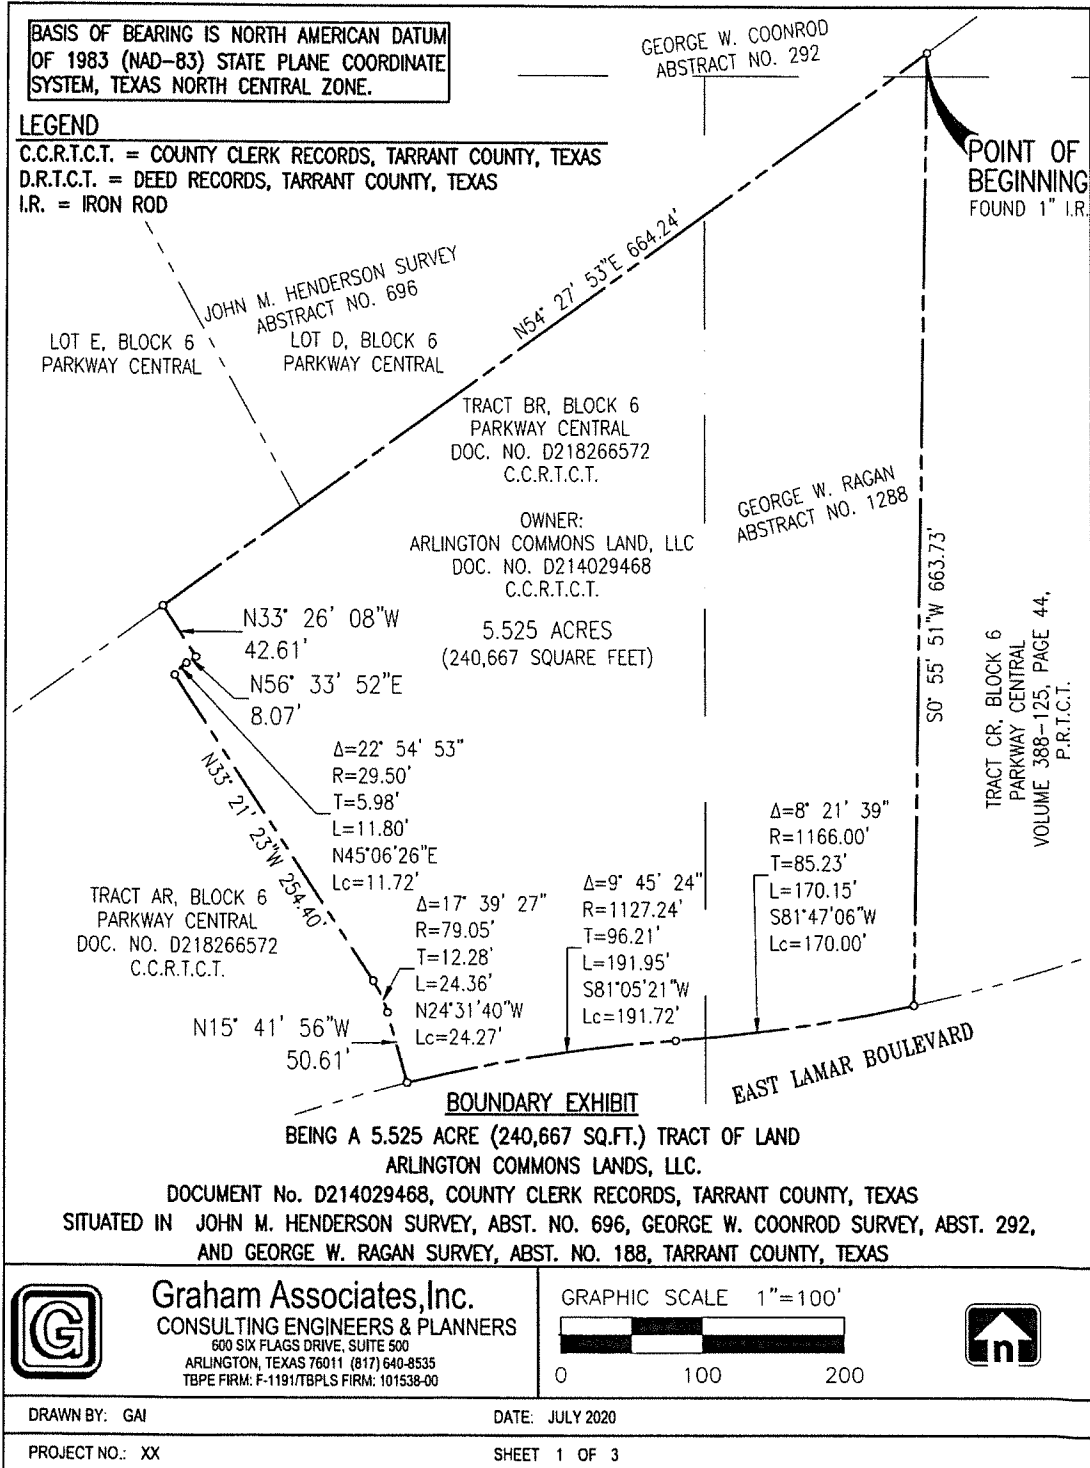 BASIS OF BEARING IS NORTH AMERICAN DATUM
OF 1983 (NAD-83) STATE PLANE COORDINATE
SYSTEM, TEXAS NORTH CENTRAL ZONE.
LEGEND
C.C.R.T.C.T. = COUNTY CLERK RECORDS, TARRANT COUNTY, TEXAS
D.R.T.C.T. = DEED RECORDS, TARRANT COUNTY, TEXAS
I.R. = IRON ROD
GEORGE W. COONROD
ABSTRACT NO. 292
POINT OF
BEGINNING
FOUND 1" I.R.
JOHN M. HENDERSON SURVEY
ABSTRACT NO. 696
LOT E, BLOCK 6
PARKWAY CENTRAL
LOT D, BLOCK 6
PARKWAY CENTRAL
N54° 27' 53"E 664.24'
TRACT BR, BLOCK 6
PARKWAY CENTRAL
DOC. NO. D218266572
C.C.R.T.C.T.
OWNER:
ARLINGTON COMMONS LAND, LLC
DOC. NO. D214029468
C.C.R.T.C.T.
5.525 ACRES
(240,667 SQUARE FEET)
GEORGE W. RAGAN
ABSTRACT NO. 1288
S0° 55' 51"W 663.73'
TRACT CR, BLOCK 6
PARKWAY CENTRAL
VOLUME 388-125, PAGE 44,
P.R.T.C.T.
N33° 26' 08"W
42.61'
N56° 33' 52"E
8.07'
Δ=22° 54' 53"
R=29.50'
T=5.98'
L=11.80'
N45°06'26"E
Lc=11.72'
N33° 21' 23"W 254.40'
TRACT AR, BLOCK 6
PARKWAY CENTRAL
DOC. NO. D218266572
C.C.R.T.C.T.
Δ=17° 39' 27"
R=79.05'
T=12.28'
L=24.36'
N24°31'40"W
Lc=24.27'
N15° 41' 56"W
50.61'
Δ=9° 45' 24"
R=1127.24'
T=96.21'
L=191.95'
S81°05'21"W
Lc=191.72'
Δ=8° 21' 39"
R=1166.00'
T=85.23'
L=170.15'
S81°47'06"W
Lc=170.00'
EAST LAMAR BOULEVARD
BOUNDARY EXHIBIT
BEING A 5.525 ACRE (240,667 SQ.FT.) TRACT OF LAND
ARLINGTON COMMONS LANDS, LLC.
DOCUMENT No. D214029468, COUNTY CLERK RECORDS, TARRANT COUNTY, TEXAS
SITUATED IN JOHN M. HENDERSON SURVEY, ABST. NO. 696, GEORGE W. COONROD SURVEY, ABST. 292,
AND GEORGE W. RAGAN SURVEY, ABST. NO. 188, TARRANT COUNTY, TEXAS
G
Graham Associates,Inc.
CONSULTING ENGINEERS & PLANNERS
600 SIX FLAGS DRIVE, SUITE 500
ARLINGTON, TEXAS 76011 (817) 640-8535
TBPE FIRM: F-1191/TBPLS FIRM: 101538-00
GRAPHIC SCALE 1"=100'
0 100 200
n
DRAWN BY: GAI
DATE: JULY 2020
PROJECT NO.: XX
SHEET 1 OF 3